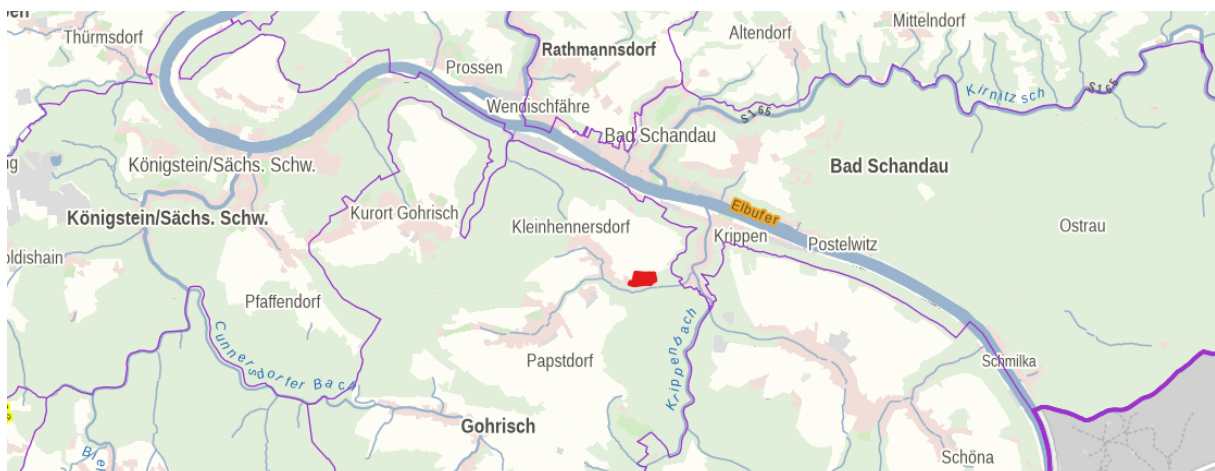 Thürmsdorf
Prossen
Rathmannsdorf
Altendorf
Mittelndorf
Wendischfähre
Kirnitzsch
S165
S165
Bad Schandau
Königstein/Sächs. Schw.
Bad Schandau
Königstein/Sächs. Schw.
Kurort Gohrisch
Kleinhennersdorf
Elbufer
Krippen
Postelwitz
Ostrau
Pfaffendorf
Cunnersdorfer Bach
Papstdorf
Krippenbach
Schmilka
Gohrisch
Schöna